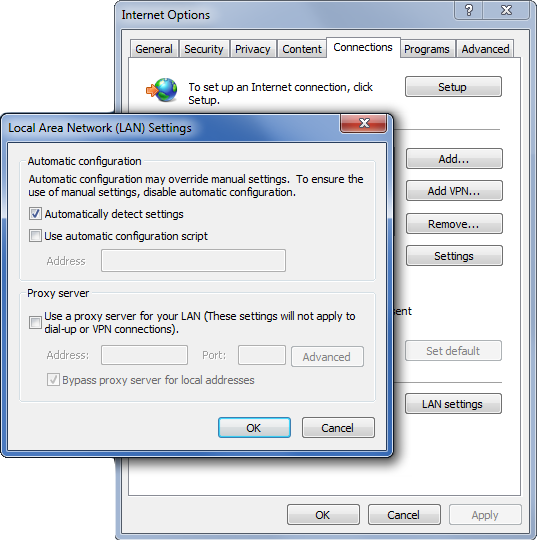 Internet Options
General Security Privacy Content Connections Programs Advanced
To set up an Internet connection, click
Setup.
Setup
Add...
Add VPN...
Remove...
Settings
Set default
LAN settings
OK Cancel Apply
Local Area Network (LAN) Settings
Automatic configuration
Automatic configuration may override manual settings. To ensure the
use of manual settings, disable automatic configuration.
Automatically detect settings
Use automatic configuration script
Address
Proxy server
Use a proxy server for your LAN (These settings will not apply to
dial-up or VPN connections).
Address: Port: Advanced
Bypass proxy server for local addresses
OK Cancel